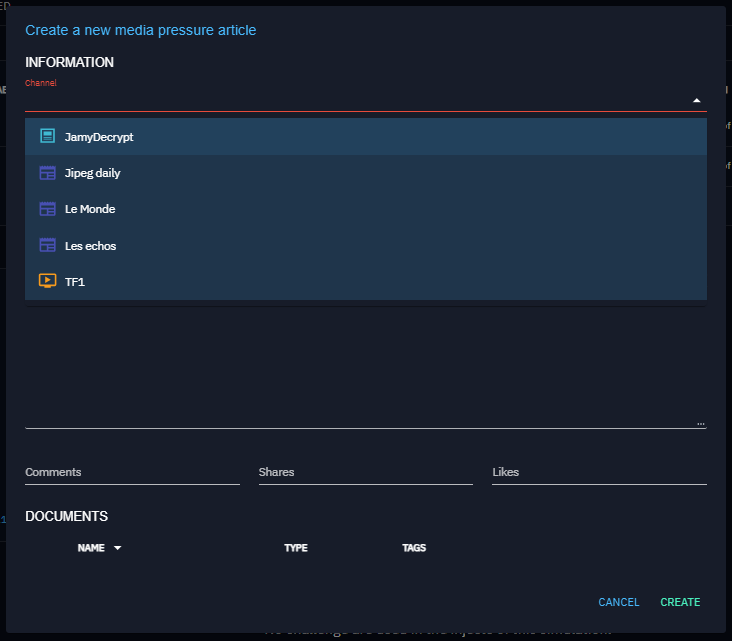 ED
Create a new media pressure article
INFORMATION
Channel
JamyDecrypt
Jipeg daily
Le Monde
Les echos
TF1
...
Comments Shares Likes
DOCUMENTS
NAME TYPE TAGS
CANCEL CREATE